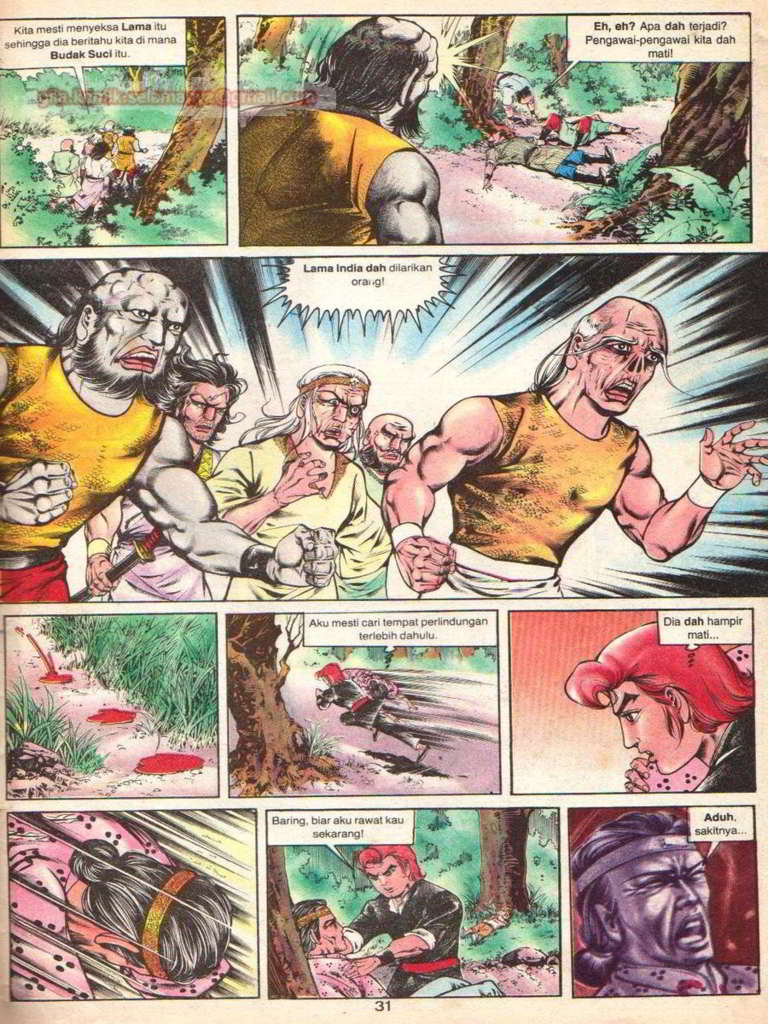 Kita mesti menyeksa Lama itu
sehingga dia beritahu kita di mana
Budak Suci itu.
Eh, eh? Apa dah terjadi?
Pengawai-pengawai kita dah
mati!
Lama India dah dilarikan
orang!
Aku mesti cari tempat perlindungan
terlebih dahulu.
Dia dah hampir
mati...
Baring, biar aku rawat kau
sekarang!
Aduh,
sakitnya...
31